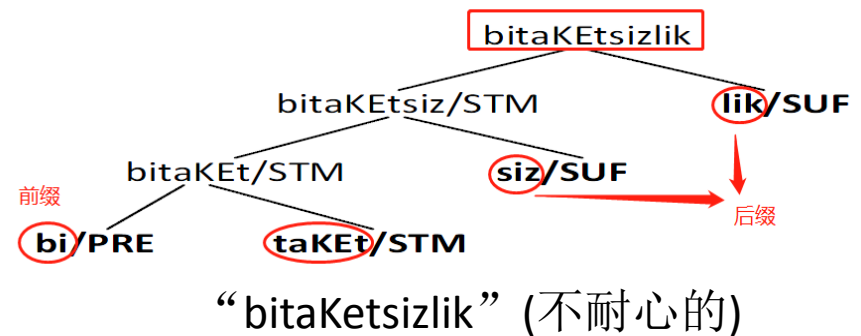 bitaKEtsizlik
bitaKEtsiz/STM lik/SUF
bitaKEt/STM siz/SUF
前缀 后缀
bi/PRE taKEt/STM
“bitaKetsizlik”(不耐心的)